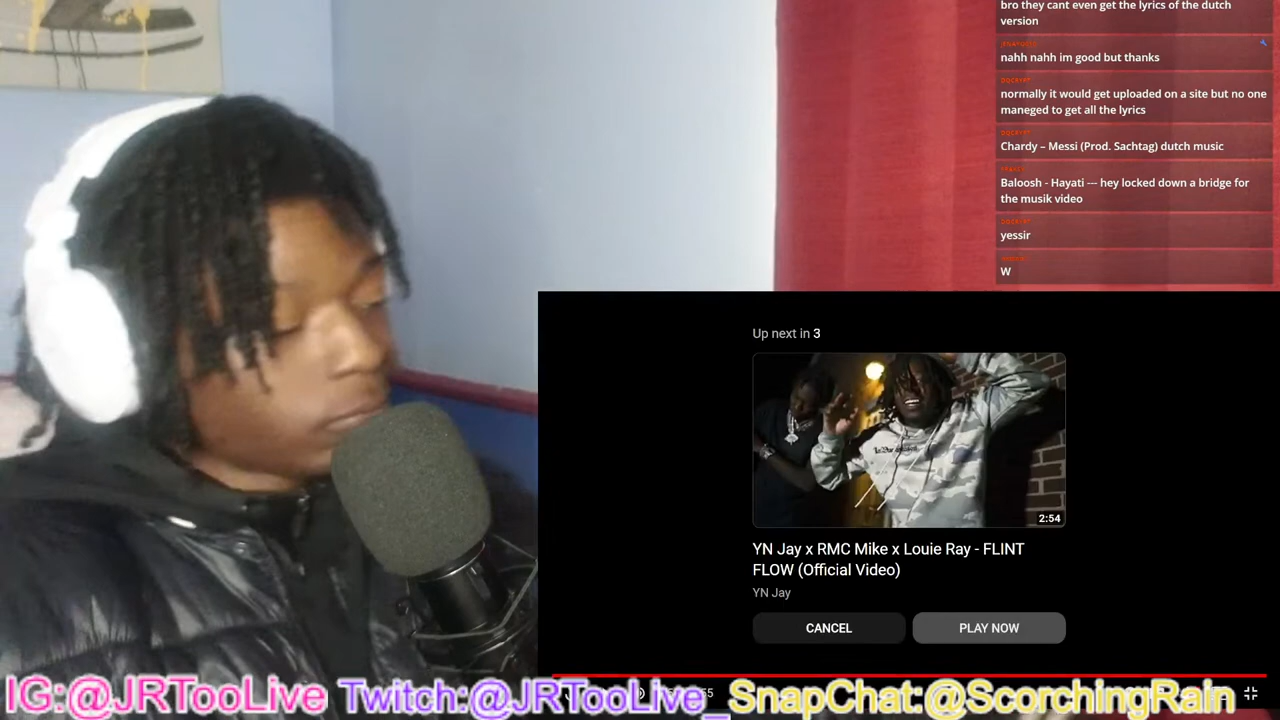 bro they cant even get the lyrics of the dutch
version
nahh nahh im good but thanks
normally it would get uploaded on a site but no one
maneged to get all the lyrics
Chardy – Messi (Prod. Sachtag) dutch music
Baloosh - Hayati --- hey locked down a bridge for
the musik video
yessir
W
Up next in 3
2:54
YN Jay x RMC Mike x Louie Ray - FLINT
FLOW (Official Video)
YN Jay
CANCEL
PLAY NOW
IG:@JRTooLive Twitch:@JRTooLive_SnapChat:@ScorchingRain